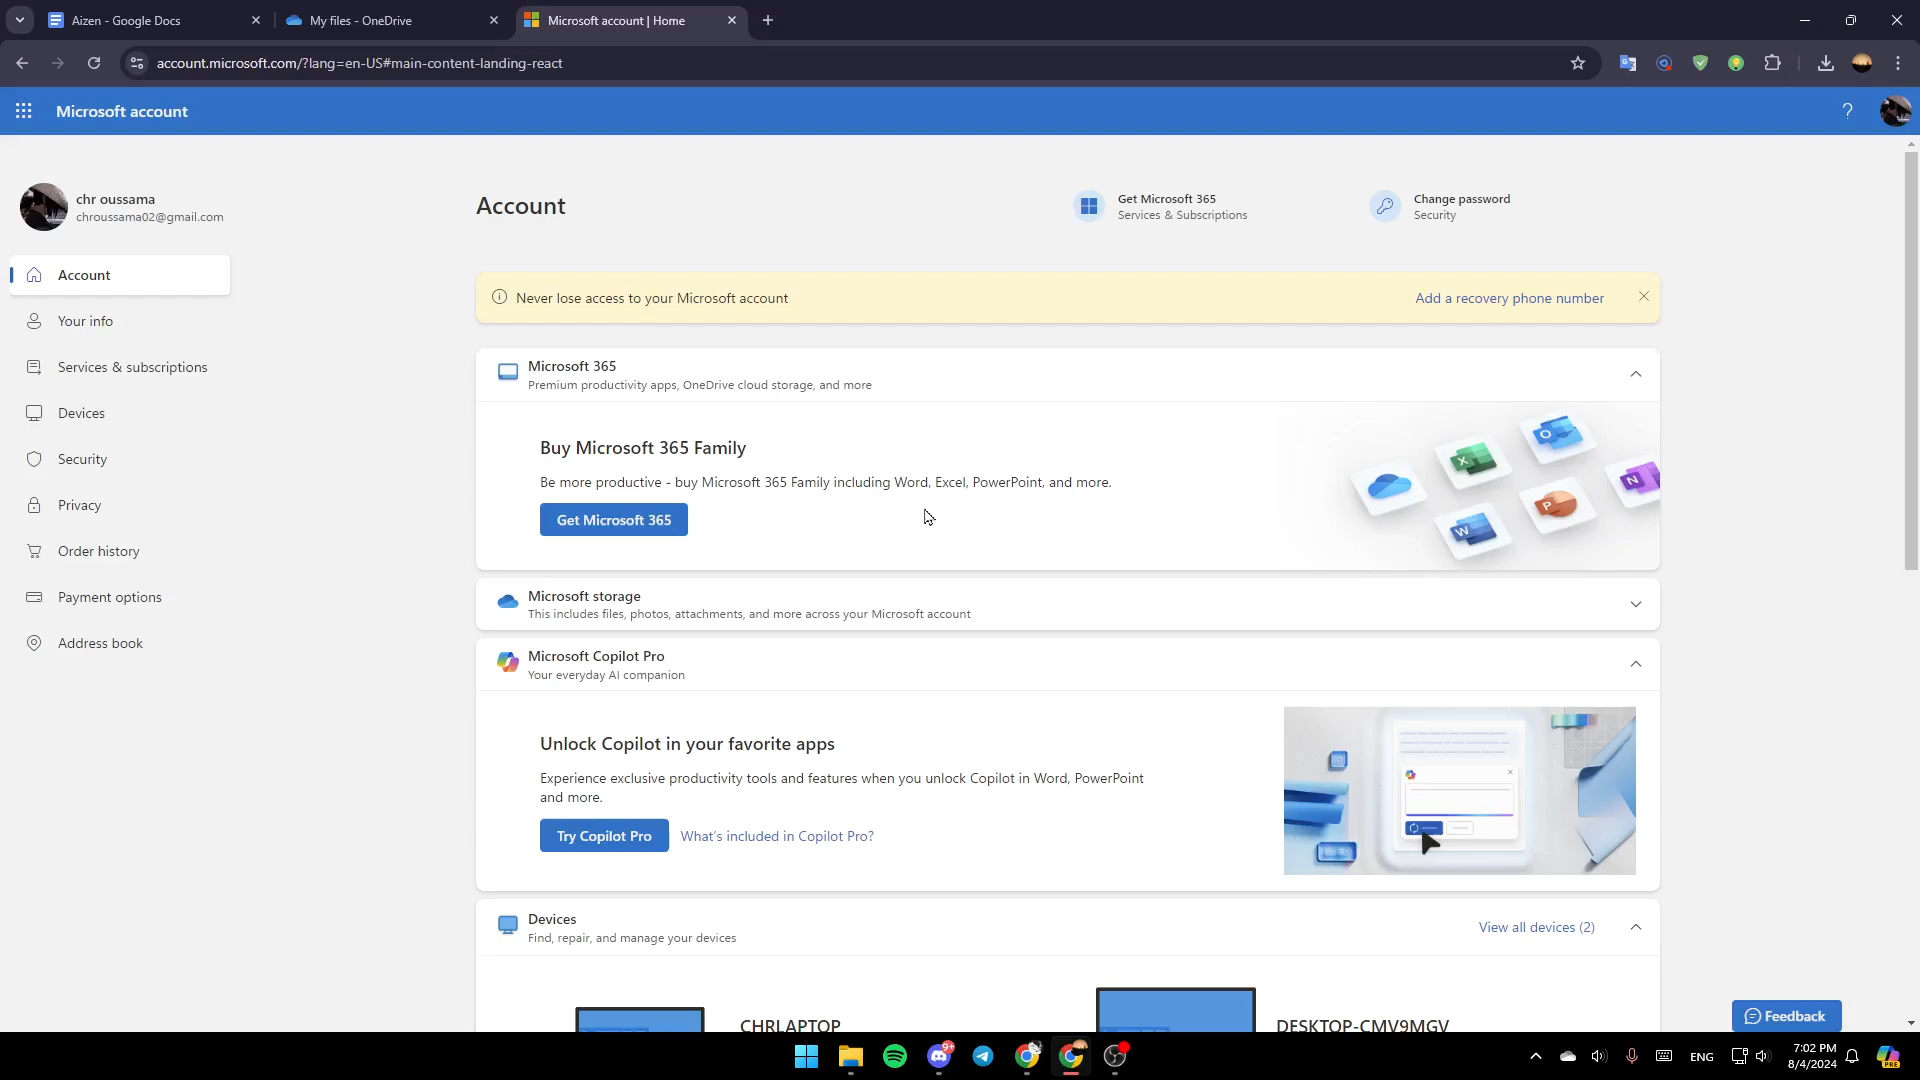 Aizen - Google Docs
My files - OneDrive
Microsoft account | Home
account.microsoft.com/?lang=en-US#main-content-landing-react
Microsoft account
?
chr oussama
chroussama02@gmail.com
Account
Get Microsoft 365
Services & Subscriptions
Change password
Security
Account
Your info
Services & subscriptions
Devices
Security
Privacy
Order history
Payment options
Address book
Never lose access to your Microsoft account
Add a recovery phone number
Microsoft 365
Premium productivity apps, OneDrive cloud storage, and more
Buy Microsoft 365 Family
Be more productive - buy Microsoft 365 Family including Word, Excel, PowerPoint, and more.
Get Microsoft 365
Microsoft storage
This includes files, photos, attachments, and more across your Microsoft account
Microsoft Copilot Pro
Your everyday AI companion
Unlock Copilot in your favorite apps
Experience exclusive productivity tools and features when you unlock Copilot in Word, PowerPoint
and more.
Try Copilot Pro
What's included in Copilot Pro?
Devices
Find, repair, and manage your devices
View all devices (2)
CHRLAPTOP
DESKTOP-CMV9MGV
Feedback
9+
ENG
7:02 PM
8/4/2024
PRE